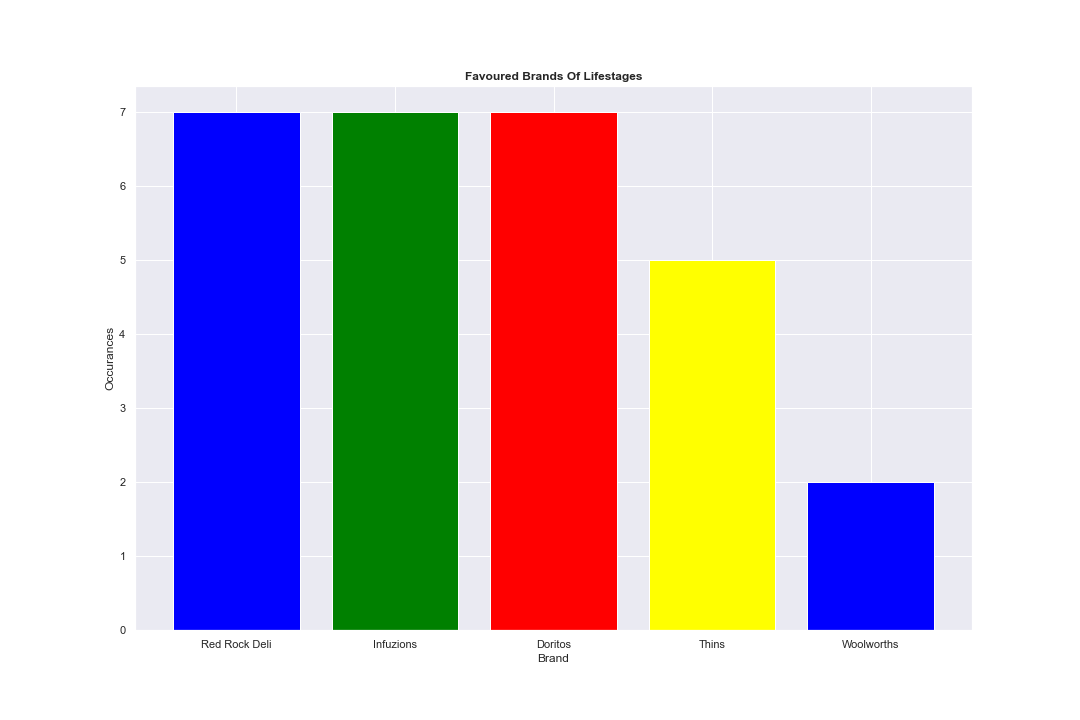 Favoured Brands Of Lifestages
7
6
5
4
3
2
1
0
Occurances
Red Rock Deli Infuzions Doritos Thins Woolworths
Brand